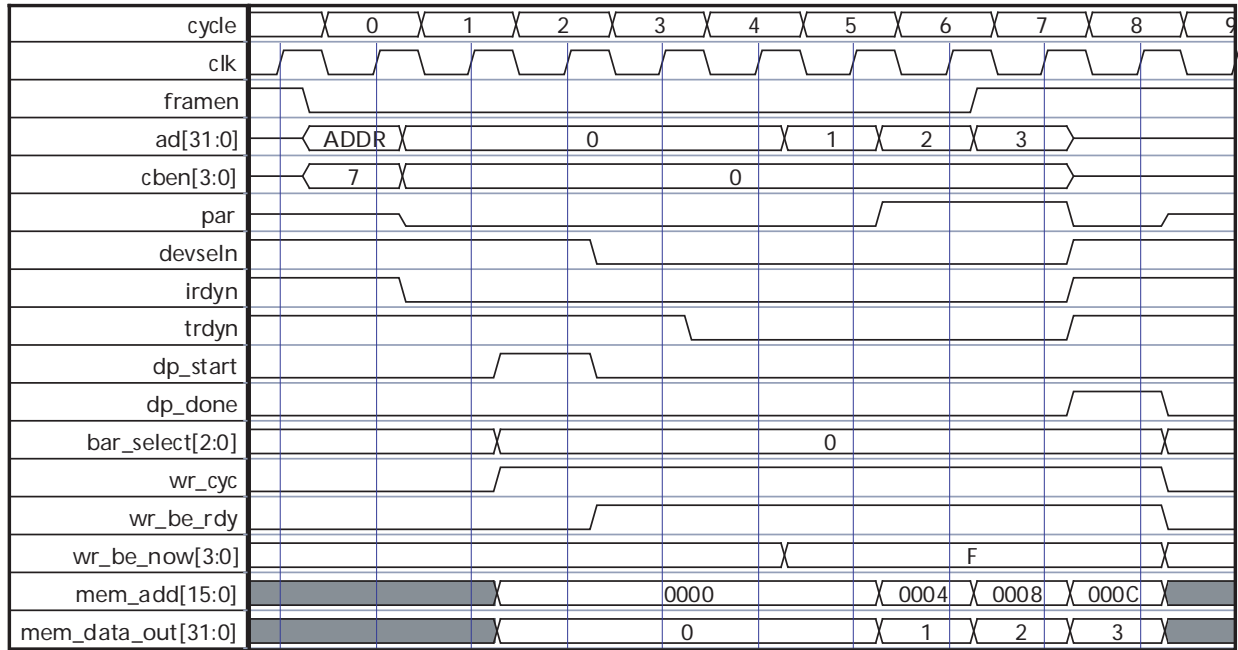 cycle 0 1 2 3 4 5 6 7 8 9
clk
framen
ad[31:0] ADDR 0 1 2 3
cben[3:0] 7 0
par
devseln
irdyn
trdyn
dp_start
dp_done
bar_select[2:0] 0
wr_cyc
wr_be_rdy
wr_be_now[3:0] F
mem_add[15:0] 0000 0004 0008 000C
mem_data_out[31:0] 0 1 2 3